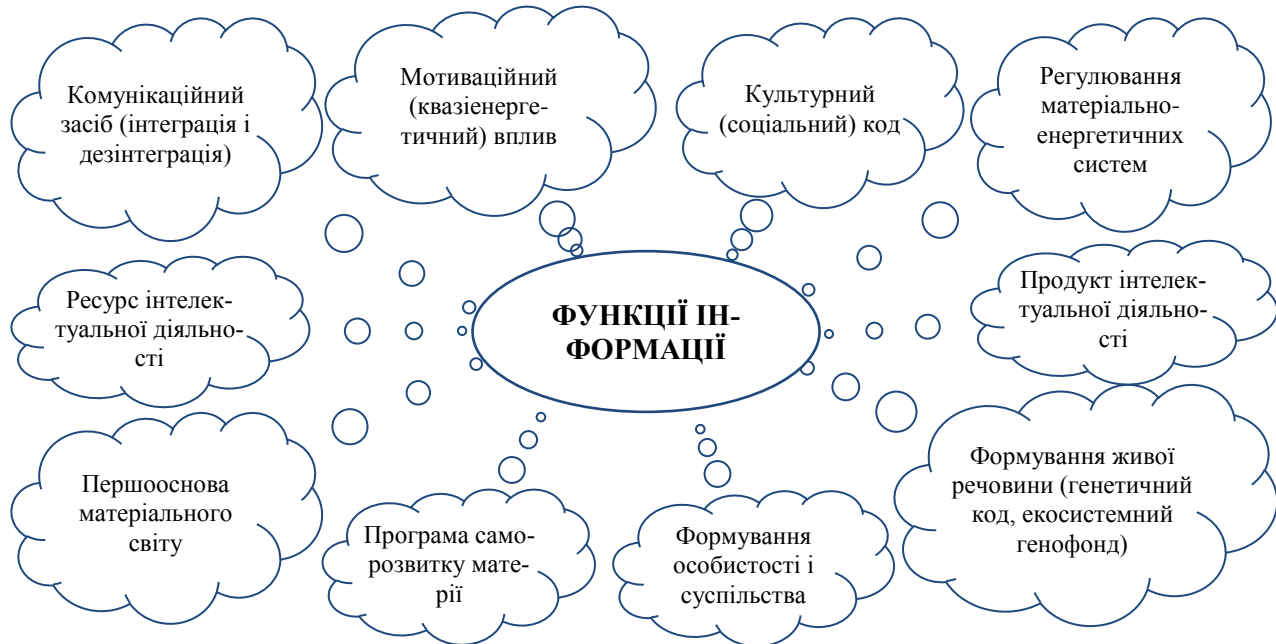 Комунікаційний
засіб (інтеграція і
дезінтеграція)
Мотиваційний
(квазіенерге-
тичний) вплив
Культурний
(соціальний) код
Регулювання
матеріально-
енергетичних
систем
Ресурс інтелек-
туальної діяльно-
сті
ФУНКЦІЇ ІН-
ФОРМАЦІЇ
Продукт інтелек-
туальної діяльно-
сті
Першооснова
матеріального
світу
Програма само-
розвитку мате-
рії
Формування
особистості і
суспільства
Формування живої
речовини (генетичний
код, екосистемний
генофонд)